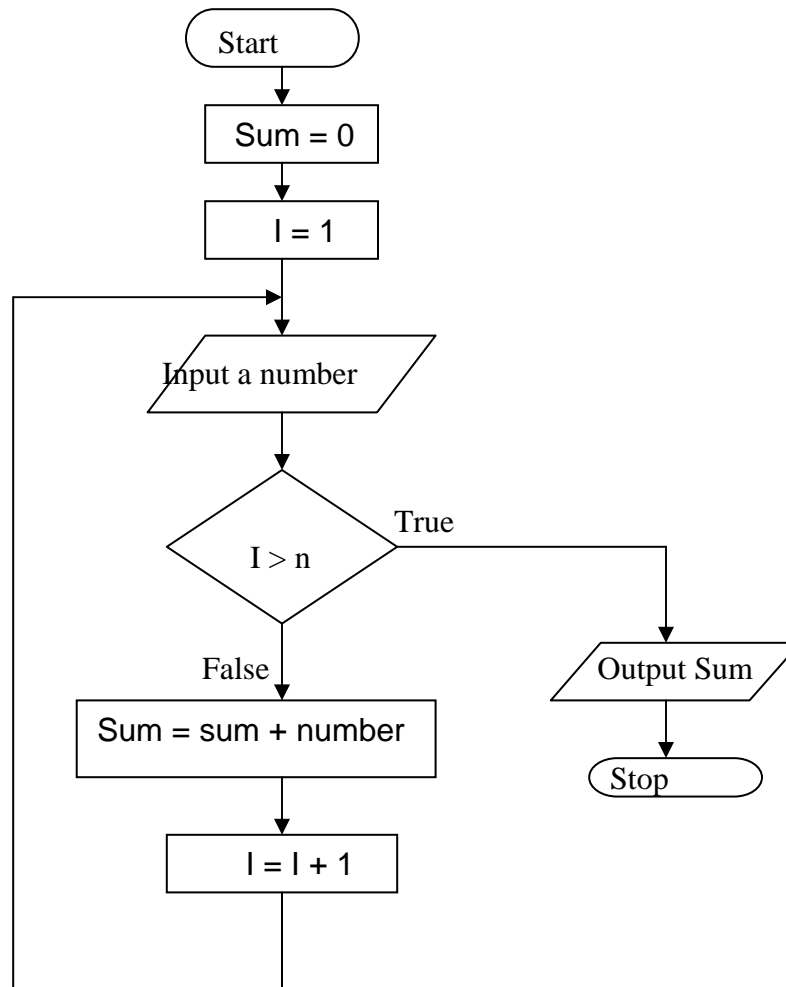 Start
Sum = 0
I = 1
Input a number
I > n
True
False
Output Sum
Sum = sum + number
Stop
I = I + 1